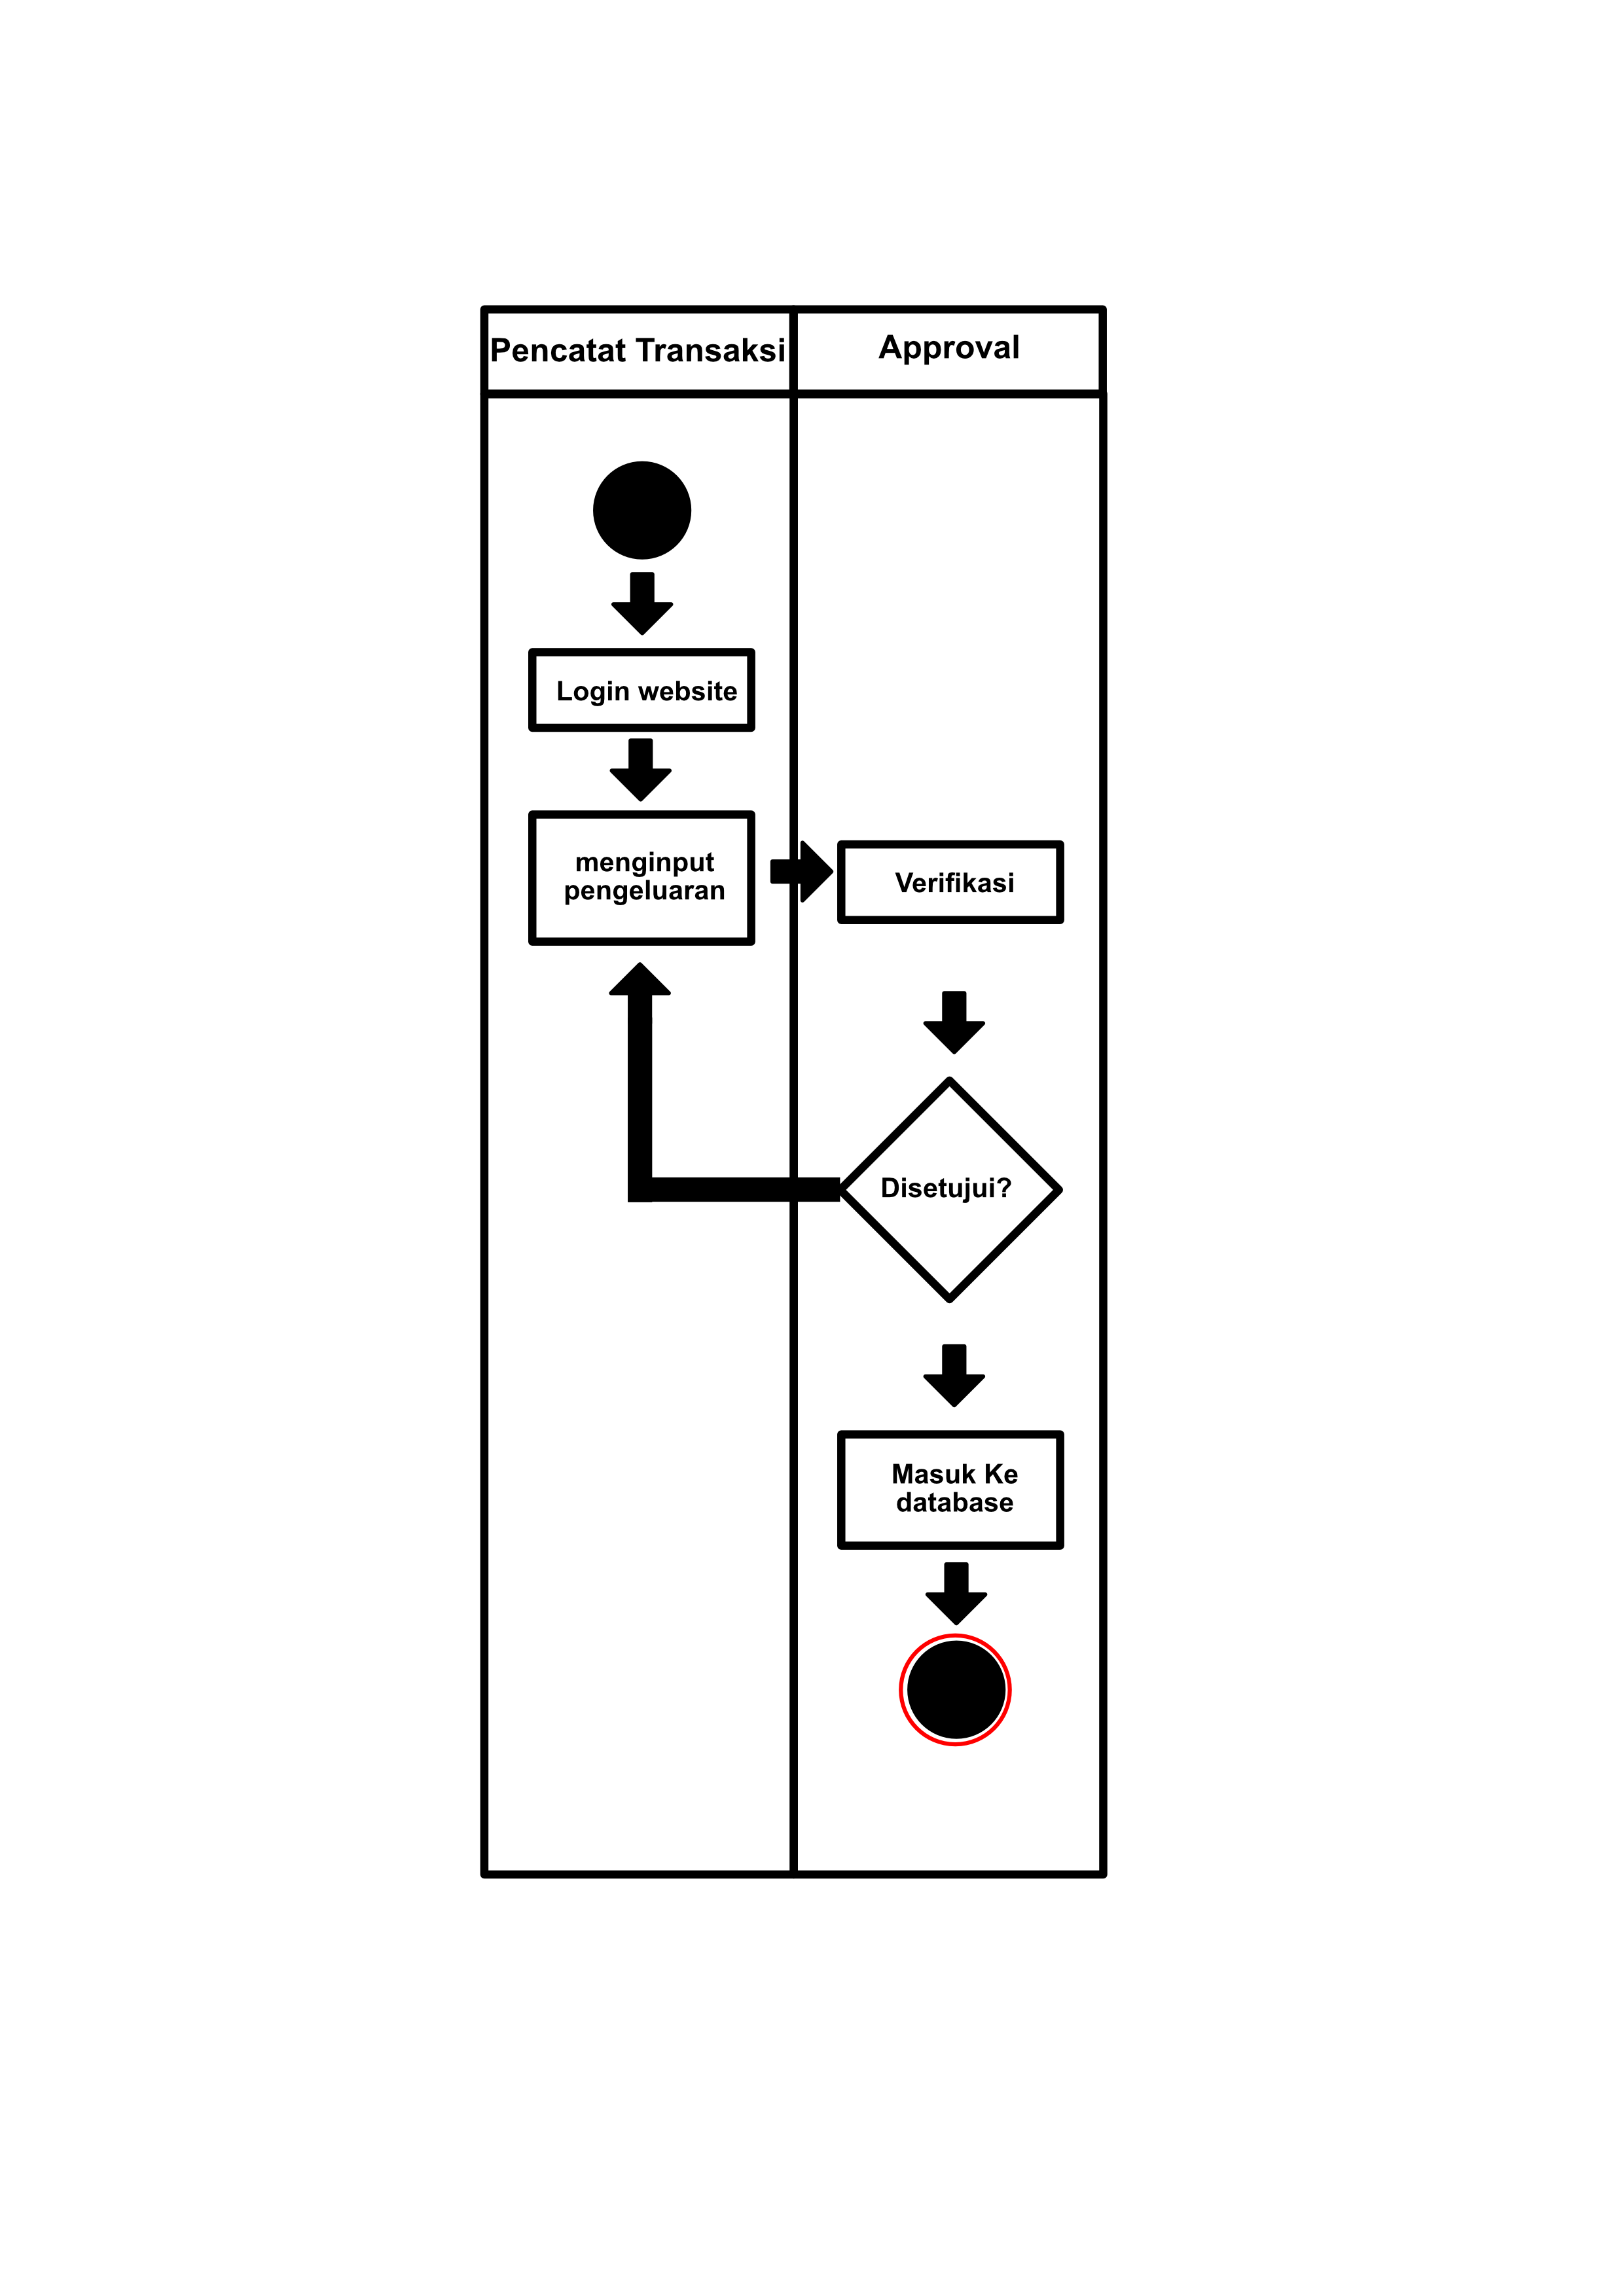 Pencatat Transaksi
Approval
Login website
menginput
pengeluaran
Verifikasi
Disetujui?
Masuk Ke
database